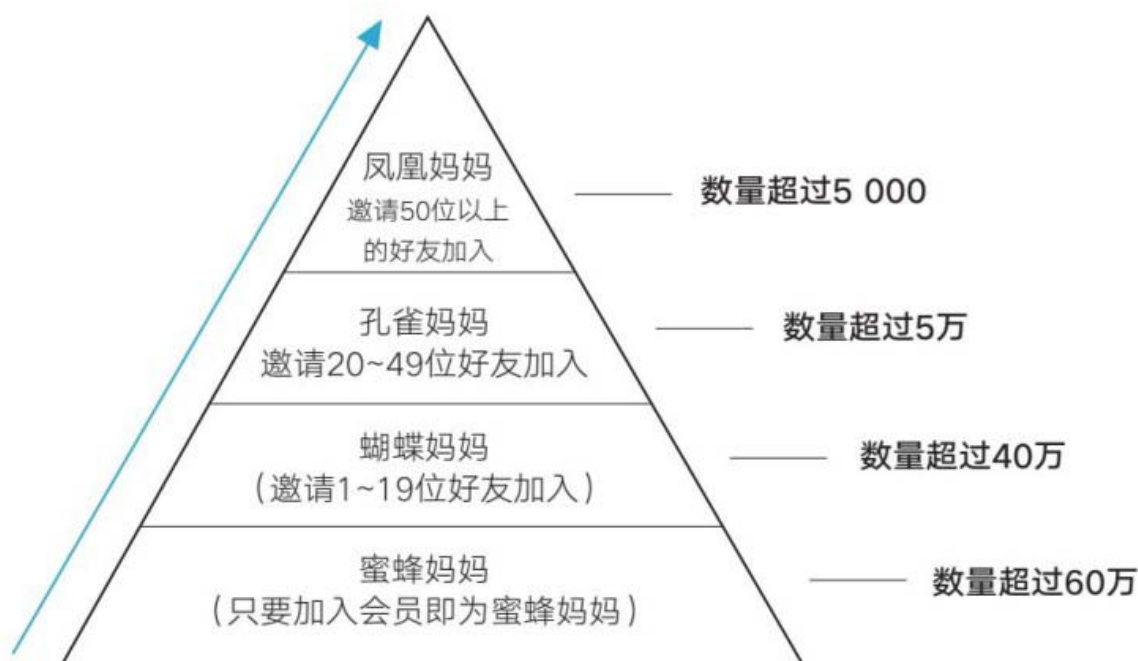 凤凰妈妈
邀请50位以上
的好友加入
数量超过5 000
孔雀妈妈
邀请20~49位好友加入
数量超过5万
蝴蝶妈妈
（邀请1~19位好友加入）
数量超过40万
蜜蜂妈妈
（只要加入会员即为蜜蜂妈妈）
数量超过60万